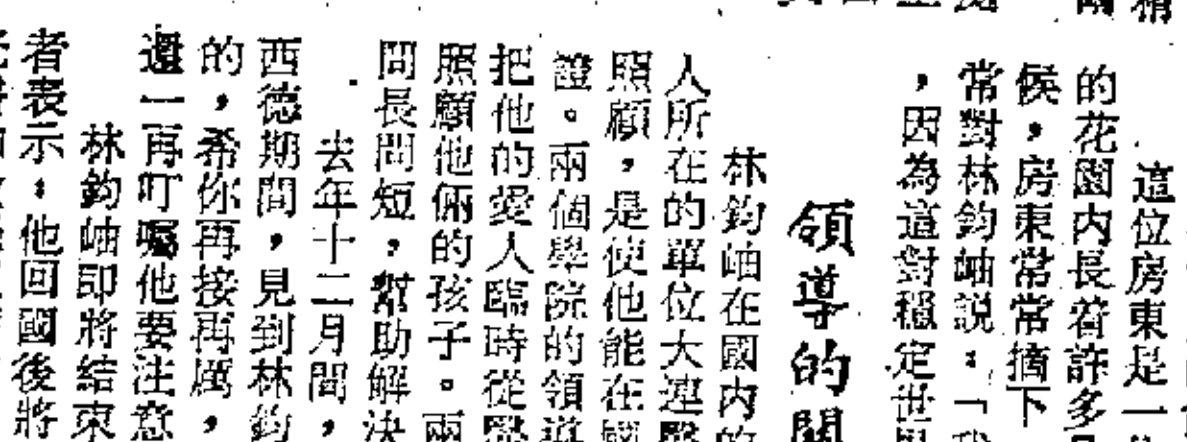 這位房東是一
的花園內長着許多
候，房東常常摘下
常對林鈞岫說：「我
，因為這對穩定世界
領導的關
林鈞岫在國內的
人所在的單位大連醫
照顧，是使他能在國
證。兩個學院的領導
把他的愛人臨時從
照顧他倆的孩子。兩
問長問短，幫助解決
去年十二月間，
西德期間，見到林鈞
的，希你再接再厲，
還一再叮囑他要注意
林鈞岫即將結束
者表示：他回國後將